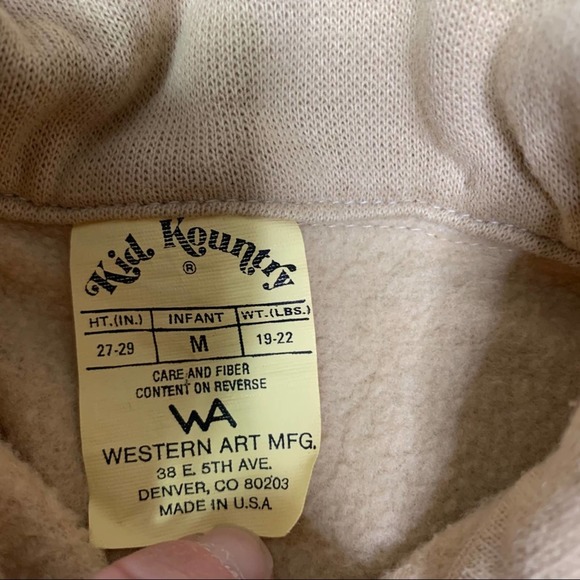 Kid Kountry
®
HT.(IN.) INFANT WT.(LBS.)
27-29 M 19-22
CARE AND FIBER
CONTENT ON REVERSE
WA
WESTERN ART MFG.
38 E. 5TH AVE.
DENVER, CO 80203
MADE IN U.S.A.